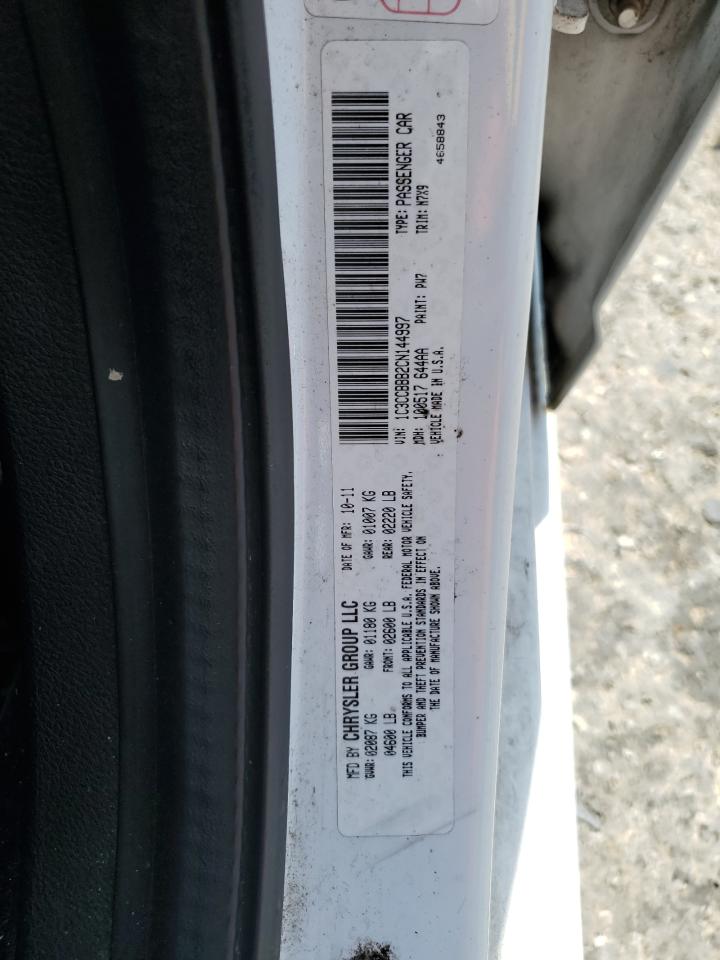 MFD BY CHRYSLER GROUP LLC DATE OF MFR: 10-11
GVWR: 02087 KG GAWR: 01180 KG GAWR: 01007 KG
04600 LB FRONT: 02600 LB REAR: 02220 LB
THIS VEHICLE CONFORMS TO ALL APPLICABLE U.S.A. FEDERAL MOTOR VEHICLE SAFETY,
BUMPER AND THEFT PREVENTION STANDARDS IN EFFECT ON
THE DATE OF MANUFACTURE SHOWN ABOVE.
VIN: 1C3CCBBB2CN144997 TYPE: PASSENGER CAR
MDH: 100517 644AA PAINT: PW7 TRIM: N7X9
VEHICLE MADE IN U.S.A. 4658843